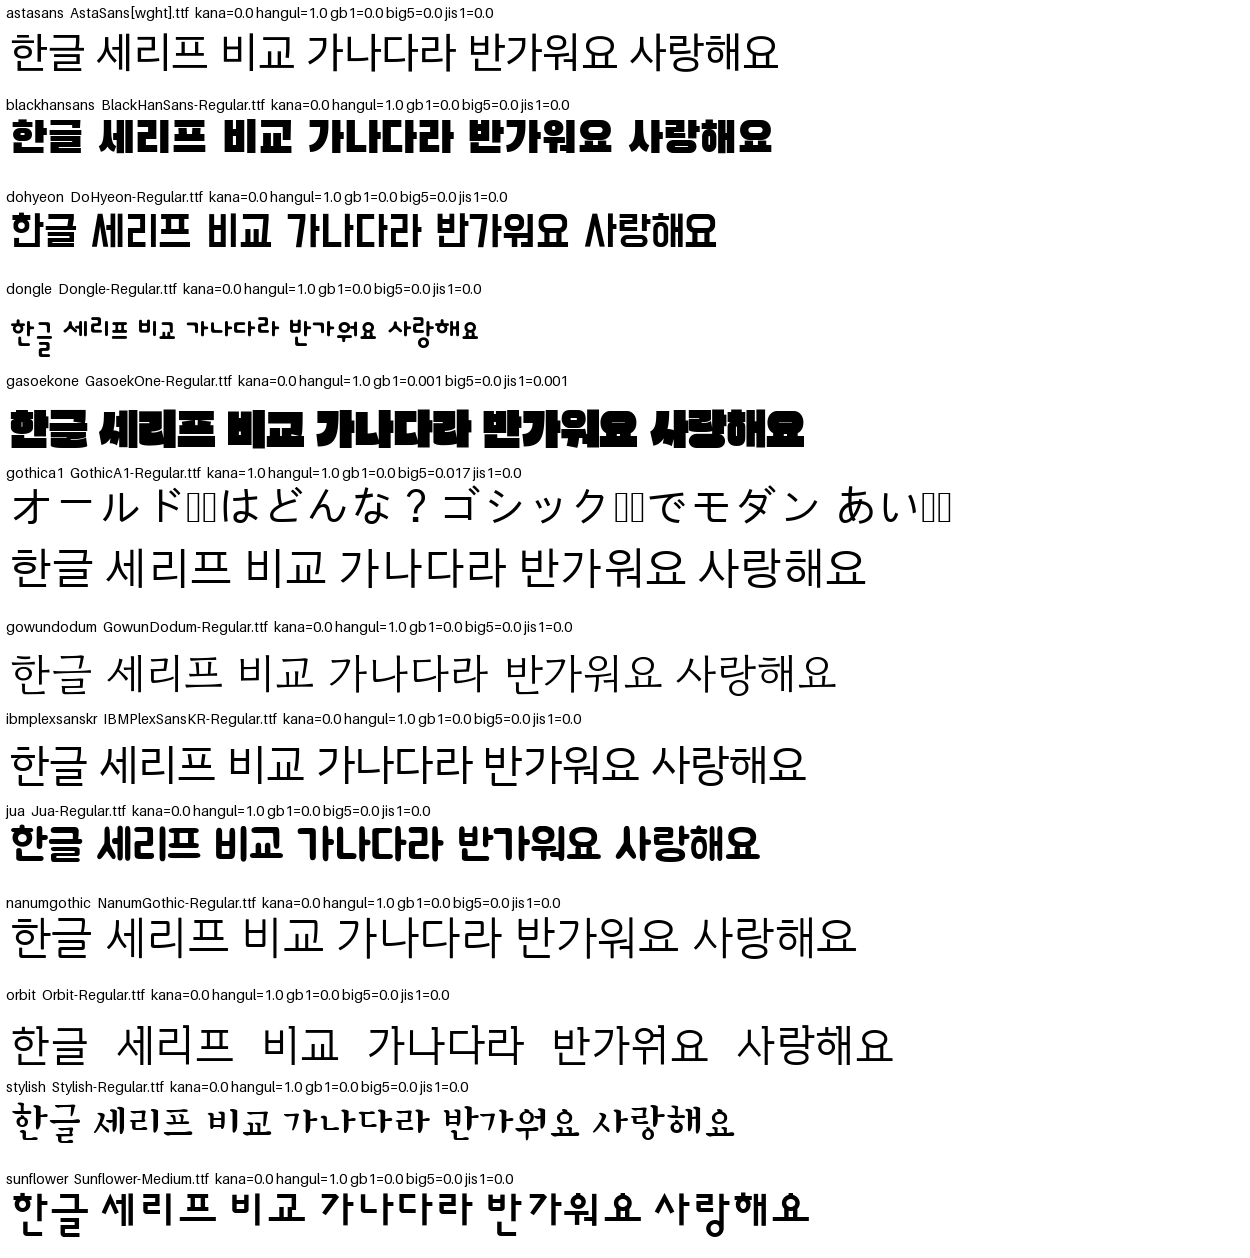 astasans AstaSans[wght].ttf kana=0.0 hangul=1.0 gb1=0.0 big5=0.0 jis1=0.0
한글 세리프 비교 가나다라 반가워요 사랑해요
blackhansans BlackHanSans-Regular.ttf kana=0.0 hangul=1.0 gb1=0.0 big5=0.0 jis1=0.0
한글 세리프 비교 가나다라 반가워요 사랑해요
dohyeon DoHyeon-Regular.ttf kana=0.0 hangul=1.0 gb1=0.0 big5=0.0 jis1=0.0
한글 세리프 비교 가나다라 반가워요 사랑해요
dongle Dongle-Regular.ttf kana=0.0 hangul=1.0 gb1=0.0 big5=0.0 jis1=0.0
한글 세리프 비교 가나다라 반가워요 사랑해요
gasoekone GasoekOne-Regular.ttf kana=0.0 hangul=1.0 gb1=0.001 big5=0.0 jis1=0.001
한글 세리프 비교 가나다라 반가워요 사랑해요
gothica1 GothicA1-Regular.ttf kana=1.0 hangul=1.0 gb1=0.0 big5=0.017 jis1=0.0
オールド▯▯はどんな？ゴシック▯▯でモダン あい▯▯
한글 세리프 비교 가나다라 반가워요 사랑해요
gowundodum GowunDodum-Regular.ttf kana=0.0 hangul=1.0 gb1=0.0 big5=0.0 jis1=0.0
한글 세리프 비교 가나다라 반가워요 사랑해요
ibmplexsanskr IBMPlexSansKR-Regular.ttf kana=0.0 hangul=1.0 gb1=0.0 big5=0.0 jis1=0.0
한글 세리프 비교 가나다라 반가워요 사랑해요
jua Jua-Regular.ttf kana=0.0 hangul=1.0 gb1=0.0 big5=0.0 jis1=0.0
한글 세리프 비교 가나다라 반가워요 사랑해요
nanumgothic NanumGothic-Regular.ttf kana=0.0 hangul=1.0 gb1=0.0 big5=0.0 jis1=0.0
한글 세리프 비교 가나다라 반가워요 사랑해요
orbit Orbit-Regular.ttf kana=0.0 hangul=1.0 gb1=0.0 big5=0.0 jis1=0.0
한글 세리프 비교 가나다라 반가워요 사랑해요
stylish Stylish-Regular.ttf kana=0.0 hangul=1.0 gb1=0.0 big5=0.0 jis1=0.0
한글 세리프 비교 가나다라 반가워요 사랑해요
sunflower Sunflower-Medium.ttf kana=0.0 hangul=1.0 gb1=0.0 big5=0.0 jis1=0.0
한글 세리프 비교 가나다라 반가워요 사랑해요